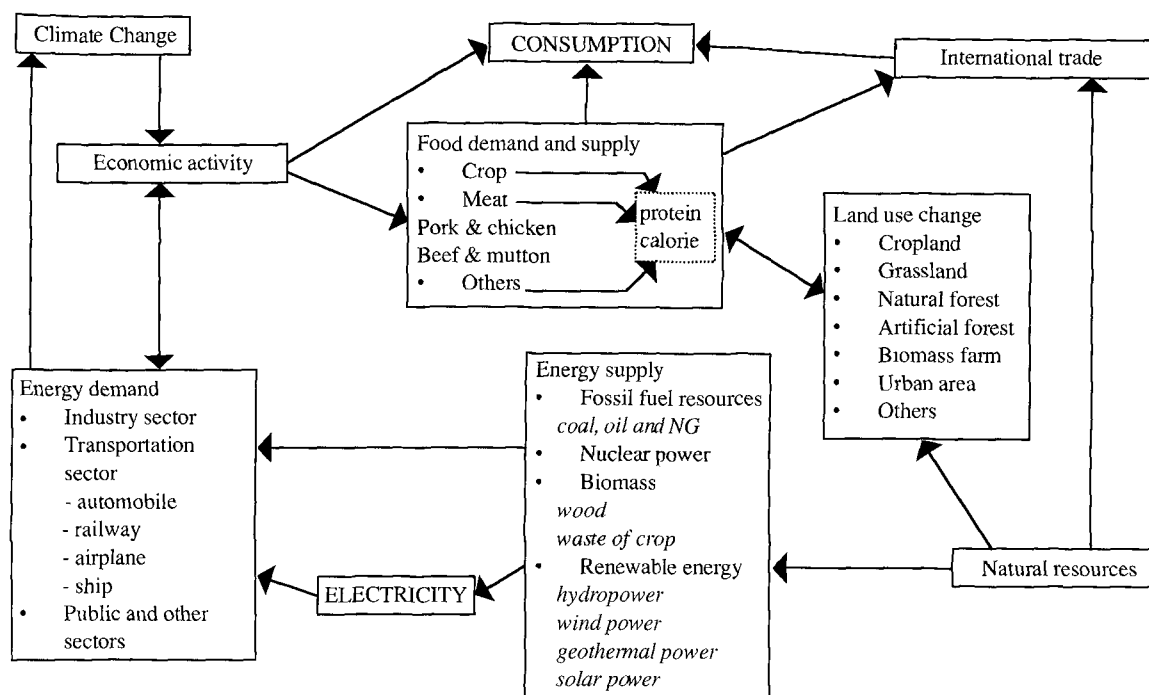 Climate Change
CONSUMPTION
International trade
Economic activity
Food demand and supply
• Crop
• Meat
Pork & chicken
Beef & mutton
• Others
protein
calorie
Land use change
• Cropland
• Grassland
• Natural forest
• Artificial forest
• Biomass farm
• Urban area
• Others
Energy demand
• Industry sector
• Transportation
sector
- automobile
- railway
- airplane
- ship
• Public and other
sectors
ELECTRICITY
Energy supply
• Fossil fuel resources
coal, oil and NG
• Nuclear power
• Biomass
wood
waste of crop
• Renewable energy
hydropower
wind power
geothermal power
solar power
Natural resources